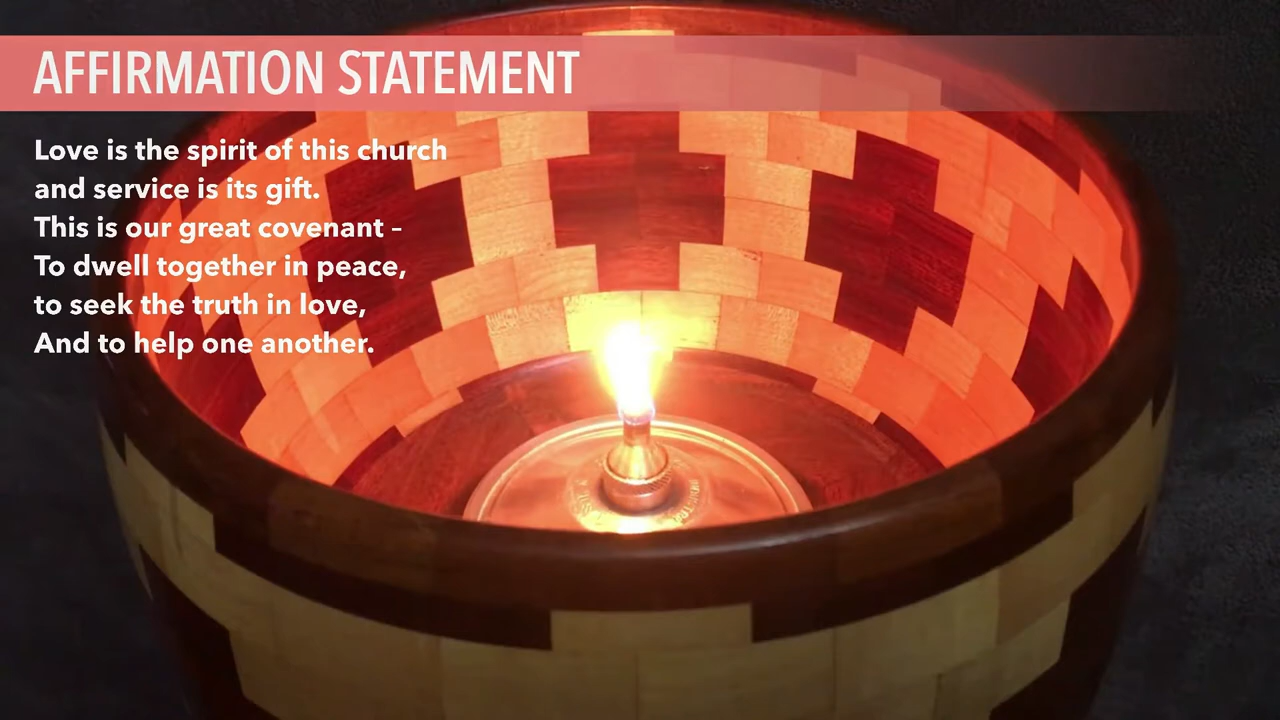 AFFIRMATION STATEMENT
Love is the spirit of this church
and service is its gift.
This is our great covenant –
To dwell together in peace,
to seek the truth in love,
And to help one another.